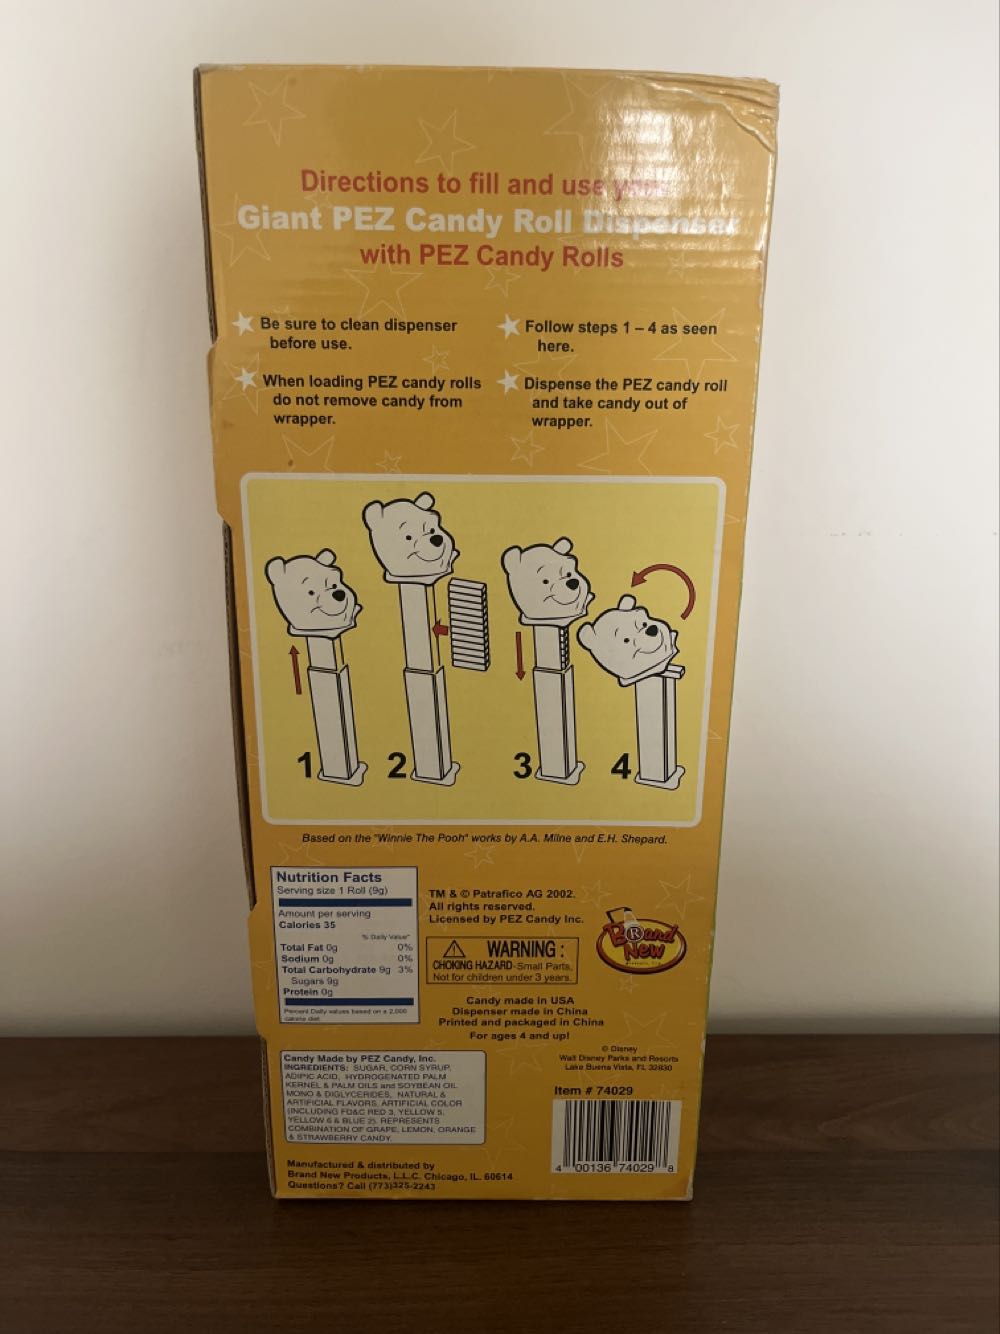 Directions to fill and use your
Giant PEZ Candy Roll Dispenser
with PEZ Candy Rolls
Be sure to clean dispenser
before use.
When loading PEZ candy rolls
do not remove candy from
wrapper.
Follow steps 1 – 4 as seen
here.
Dispense the PEZ candy roll
and take candy out of
wrapper.
1 2 3 4
Based on the "Winnie The Pooh" works by A.A. Milne and E.H. Shepard.
Nutrition Facts
Serving size 1 Roll (9g)
Amount per serving
Calories 35
% Daily Value*
Total Fat 0g 0%
Sodium 0g 0%
Total Carbohydrate 9g 3%
Sugars 9g
Protein 0g
Percent Daily values based on a 2,000
calorie diet
TM & © Patrafico AG 2002.
All rights reserved.
Licensed by PEZ Candy Inc.
WARNING :
CHOKING HAZARD-Small Parts.
Not for children under 3 years.
Candy made in USA
Dispenser made in China
Printed and packaged in China
For ages 4 and up!
Brand
New
Candy Made by PEZ Candy, Inc.
INGREDIENTS: SUGAR, CORN SYRUP,
ADIPIC ACID, HYDROGENATED PALM
KERNEL & PALM OILS and SOYBEAN OIL,
MONO & DIGLYCERIDES, NATURAL &
ARTIFICIAL FLAVORS, ARTIFICIAL COLOR
(INCLUDING FD&C RED 3, YELLOW 5,
YELLOW 6 & BLUE 2). REPRESENTS
COMBINATION OF GRAPE, LEMON, ORANGE
& STRAWBERRY CANDY.
© Disney
Walt Disney Parks and Resorts
Lake Buena Vista, FL 32830
Item # 74029
4 00136 74029 8
Manufactured & distributed by
Brand New Products, L.L.C. Chicago, IL. 60614
Questions? Call (773)325-2243